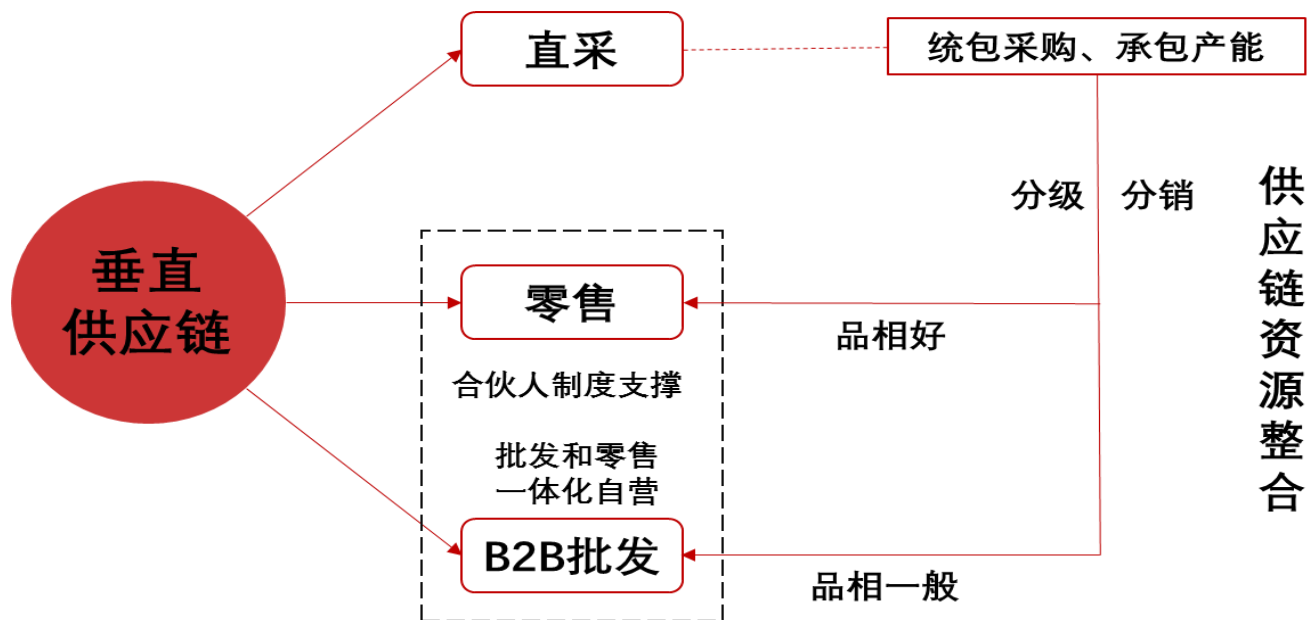 直采
统包采购、承包产能
分级
分销
垂直
供应链
零售
品相好
合伙人制度支撑
批发和零售
一体化自营
B2B批发
品相一般
供应链资源整合